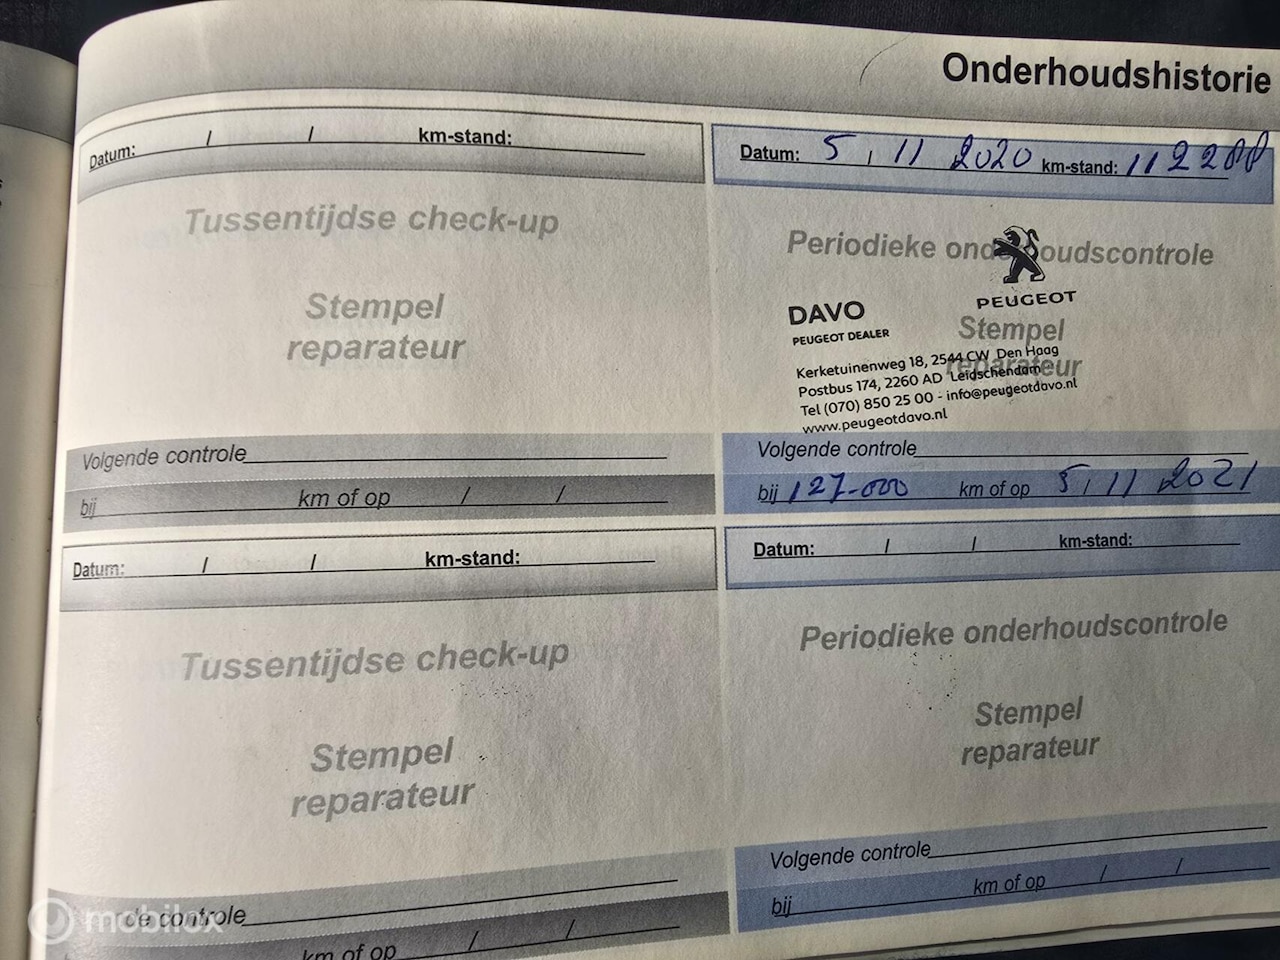 Onderhoudshistorie
Datum: / / km-stand:
Tussentijdse check-up
Stempel
reparateur
Volgende controle
bij km of op / /
Datum: 5 / 11 2020 km-stand: 112288
Periodieke onderhoudscontrole
Stempel
reparateur
PEUGEOT
DAVO
PEUGEOT DEALER
Kerketuinenweg 18, 2544 CW Den Haag
Postbus 174, 2260 AD Leidschendam
Tel (070) 850 25 00 - info@peugeotdavo.nl
www.peugeotdavo.nl
Volgende controle
bij 127-000 km of op 5 / 11 2021
Datum: / / km-stand:
Tussentijdse check-up
Stempel
reparateur
de controle
km of op / /
Datum: / / km-stand:
Periodieke onderhoudscontrole
Stempel
reparateur
Volgende controle
bij km of op / /
mobilox